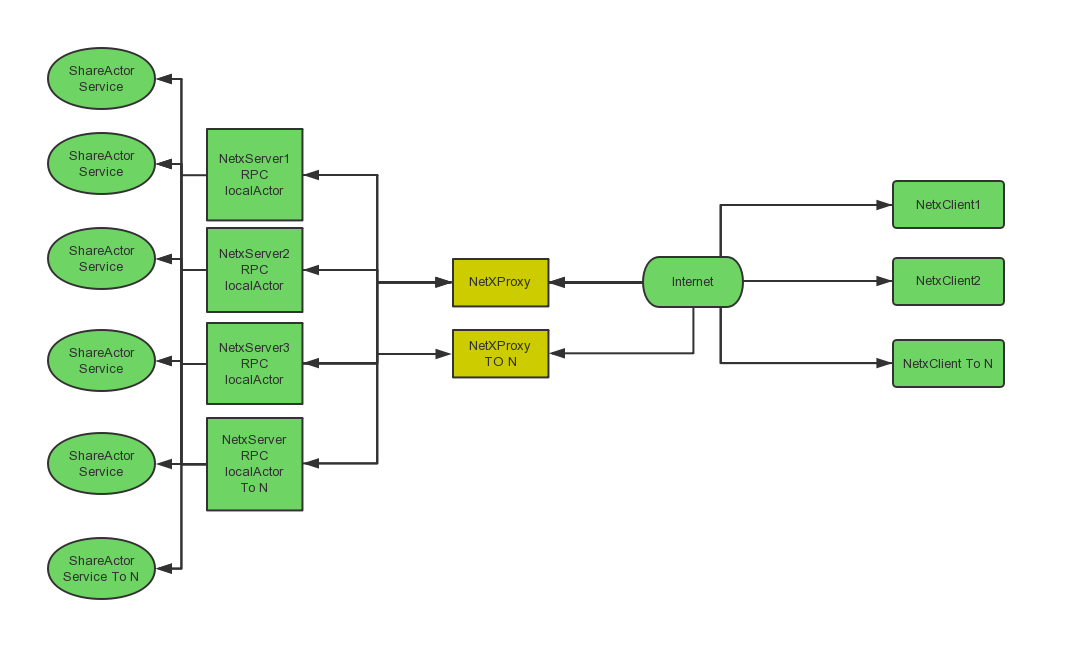 ShareActor
Service
ShareActor
Service
ShareActor
Service
ShareActor
Service
ShareActor
Service
ShareActor
Service To N
NetxServer1
RPC
localActor
NetxServer2
RPC
localActor
NetxServer3
RPC
localActor
NetxServer
RPC
localActor
To N
NetXProxy
NetXProxy
TO N
Internet
NetxClient1
NetxClient2
NetxClient To N